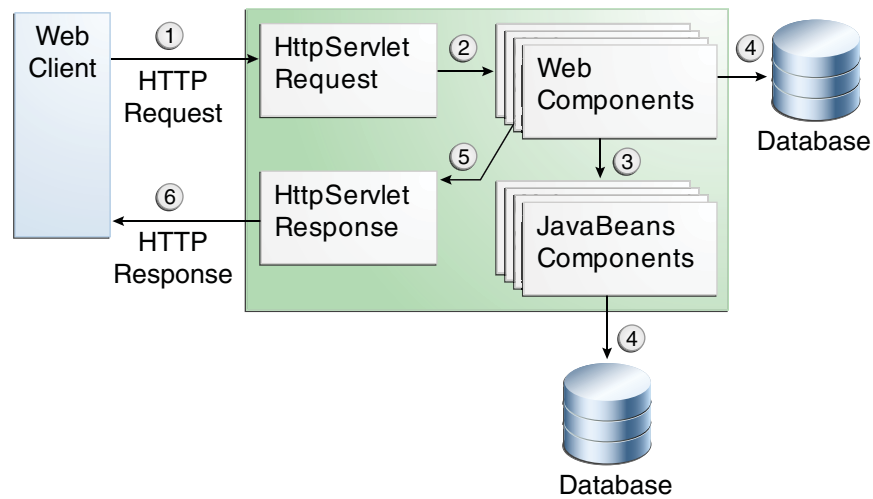 Web
Client
1
HTTP
Request
HttpServlet
Request
2
Web
Components
4
Database
3
5
HttpServlet
Response
6
HTTP
Response
JavaBeans
Components
4
Database